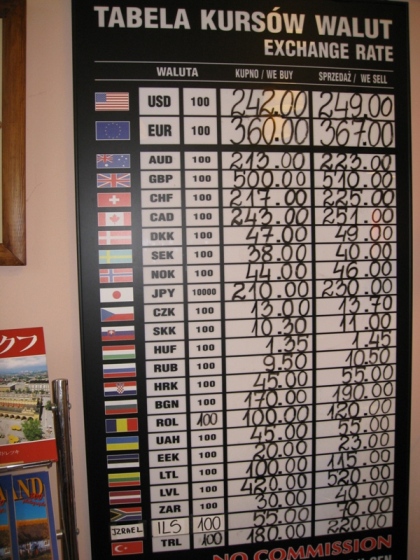 TABELA KURSÓW WALUT
EXCHANGE RATE
WALUTA KUPNO / WE BUY SPRZEDAŻ / WE SELL
USD 100 242.00 249.00
EUR 100 360.00 367.00
AUD 100 213.00 223.00
GBP 100 500.00 510.00
CHF 100 217.00 225.00
CAD 100 243.00 251.00
DKK 100 47.00 49.00
SEK 100 38.00 40.00
NOK 100 44.00 46.00
JPY 10000 210.00 230.00
CZK 100 13.00 13.70
SKK 100 10.30 11.00
HUF 100 1.35 1.45
RUB 100 9.50 10.50
HRK 100 45.00 55.00
BGN 100 170.00 190.00
ROL 100 100.00 120.00
UAH 100 45.00 55.00
EEK 100 20.00 23.00
LTL 100 100.00 115.00
LVL 100 420.00 520.00
ZAR 100 30.00 40.00
IZRAEL ILS 100 55.00 70.00
TRL 100 180.00 220.00
NO COMMISSION
クフ